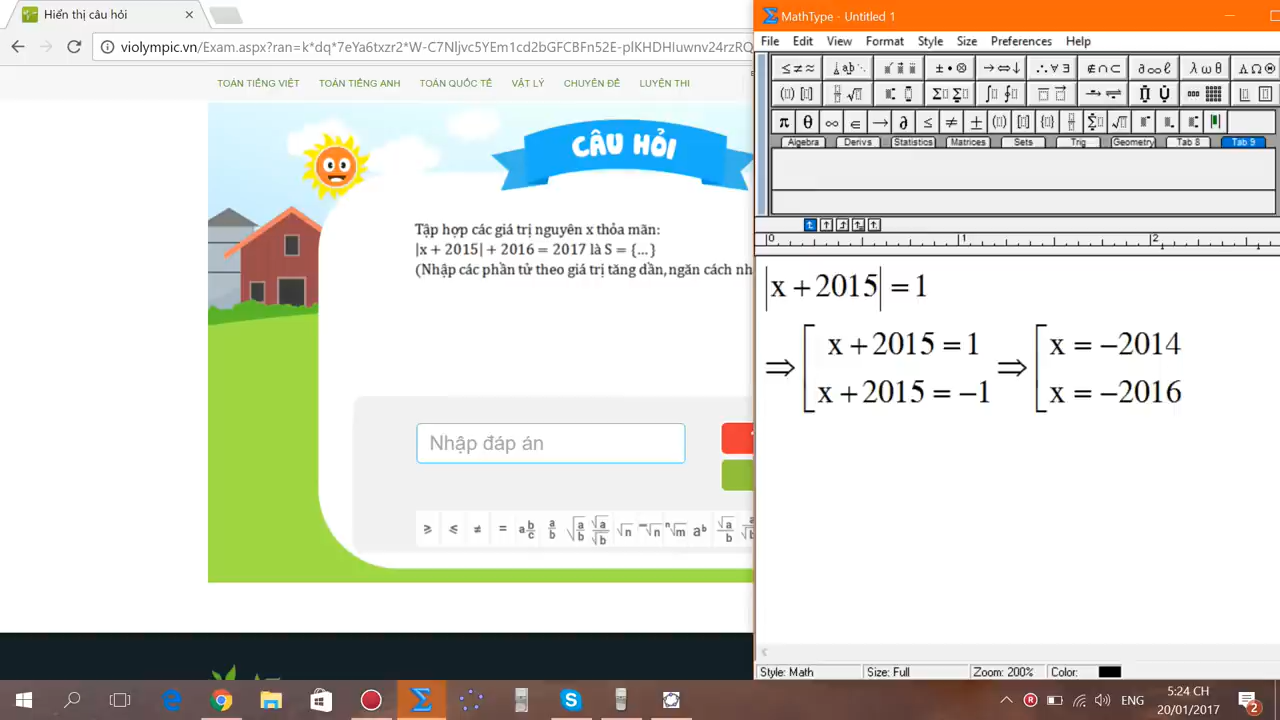 Hiển thị câu hỏi
violympic.vn/Exam.aspx?ran=k*dq*7eYa6txzr2*W-C7Nljvc5YEm1cd2bGFCBFn52E-plKHDHIuwnv24rzRQ
TOÁN TIẾNG VIỆT TOÁN TIẾNG ANH TOÁN QUỐC TẾ VẬT LÝ CHUYÊN ĐỀ LUYỆN THI
CÂU HỎI
Tập hợp các giá trị nguyên x thỏa mãn:
|x + 2015| + 2016 = 2017 là S = {...}
(Nhập các phần tử theo giá trị tăng dần, ngăn cách nh
Nhập đáp án
MathType - Untitled 1
File Edit View Format Style Size Preferences Help
Algebra Derivs Statistics Matrices Sets Trig Geometry Tab 8 Tab 9
0 1 2
|x + 2015| = 1
⇒ [ x + 2015 = 1 ⇒ [ x = −2014
x + 2015 = −1 x = −2016
Style: Math Size: Full Zoom: 200% Color:
ENG
5:24 CH
20/01/2017
2